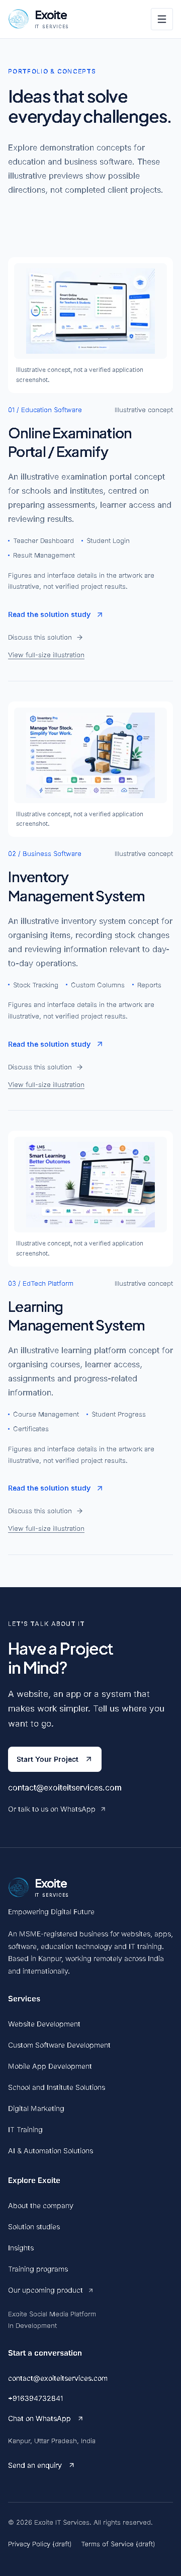 Exoite
IT SERVICES
PORTFOLIO & CONCEPTS
Ideas that solve
everyday challenges.
Explore demonstration concepts for
education and business software. These
illustrative previews show possible
directions, not completed client projects.
Illustrative concept, not a verified application
screenshot.
01 / Education Software
Illustrative concept
Online Examination
Portal / Examify
An illustrative examination portal concept
for schools and institutes, centred on
preparing assessments, learner access and
reviewing results.
Teacher Dashboard
Student Login
Result Management
Figures and interface details in the artwork are
illustrative, not verified project results.
Read the solution study
Discuss this solution
View full-size illustration
Inventory Pro
Manage Your Stock,
Simplify Your Work.
Illustrative concept, not a verified application
screenshot.
02 / Business Software
Illustrative concept
Inventory
Management System
An illustrative inventory system concept for
organising items, recording stock changes
and reviewing information relevant to day-
to-day operations.
Stock Tracking
Custom Columns
Reports
Figures and interface details in the artwork are
illustrative, not verified project results.
Read the solution study
Discuss this solution
View full-size illustration
LMS
Smart Learning
Better Outcomes
Illustrative concept, not a verified application
screenshot.
03 / EdTech Platform
Illustrative concept
Learning
Management System
An illustrative learning platform concept for
organising courses, learner access,
assignments and progress-related
information.
Course Management
Student Progress
Certificates
Figures and interface details in the artwork are
illustrative, not verified project results.
Read the solution study
Discuss this solution
View full-size illustration
LET'S TALK ABOUT IT
Have a Project
in Mind?
A website, an app or a system that
makes work simpler. Tell us where you
want to go.
Start Your Project
contact@exoiteitservices.com
Or talk to us on WhatsApp
Exoite
IT SERVICES
Empowering Digital Future
An MSME-registered business for websites, apps,
software, education technology and IT training.
Based in Kanpur, working remotely across India
and internationally.
Services
Website Development
Custom Software Development
Mobile App Development
School and Institute Solutions
Digital Marketing
IT Training
AI & Automation Solutions
Explore Exoite
About the company
Solution studies
Insights
Training programs
Our upcoming product
Exoite Social Media Platform
In Development
Start a conversation
contact@exoiteitservices.com
+916394732841
Chat on WhatsApp
Kanpur, Uttar Pradesh, India
Send an enquiry
© 2026 Exoite IT Services. All rights reserved.
Privacy Policy (draft)
Terms of Service (draft)